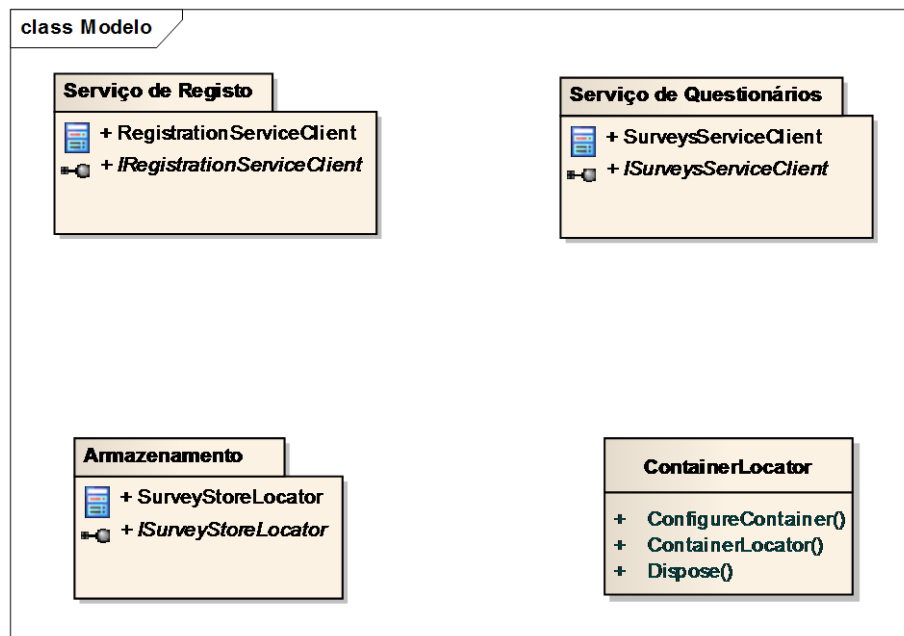 class Modelo
Serviço de Registo
+ RegistrationServiceClient
+ IRegistrationServiceClient
Serviço de Questionários
+ SurveysServiceClient
+ ISurveysServiceClient
Armazenamento
+ SurveyStoreLocator
+ ISurveyStoreLocator
ContainerLocator
+ ConfigureContainer()
+ ContainerLocator()
+ Dispose()